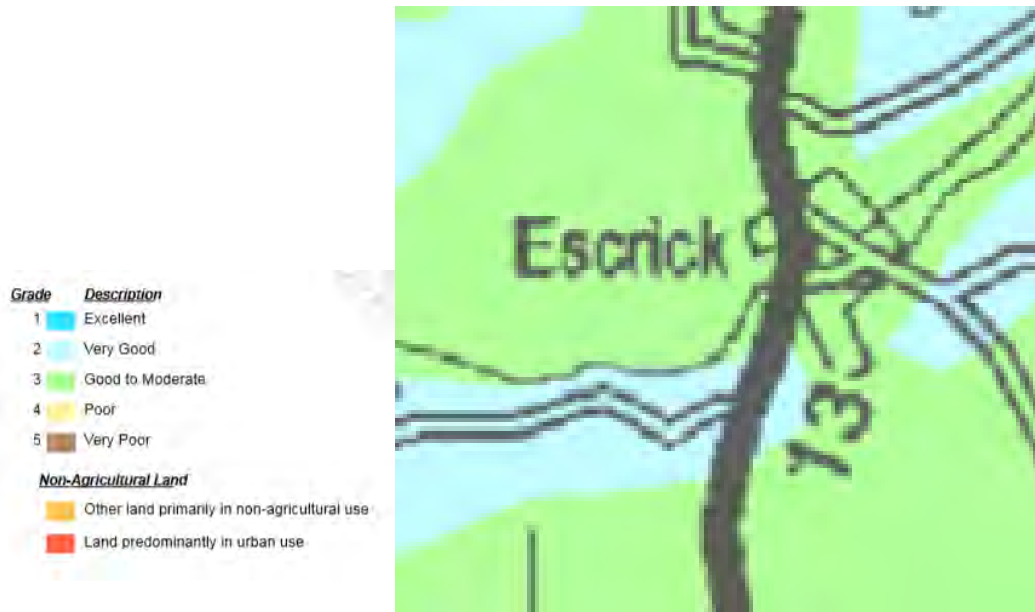 Grade Description
1 Excellent
2 Very Good
3 Good to Moderate
4 Poor
5 Very Poor
Non-Agricultural Land
Other land primarily in non-agricultural use
Land predominantly in urban use
Escrick
13